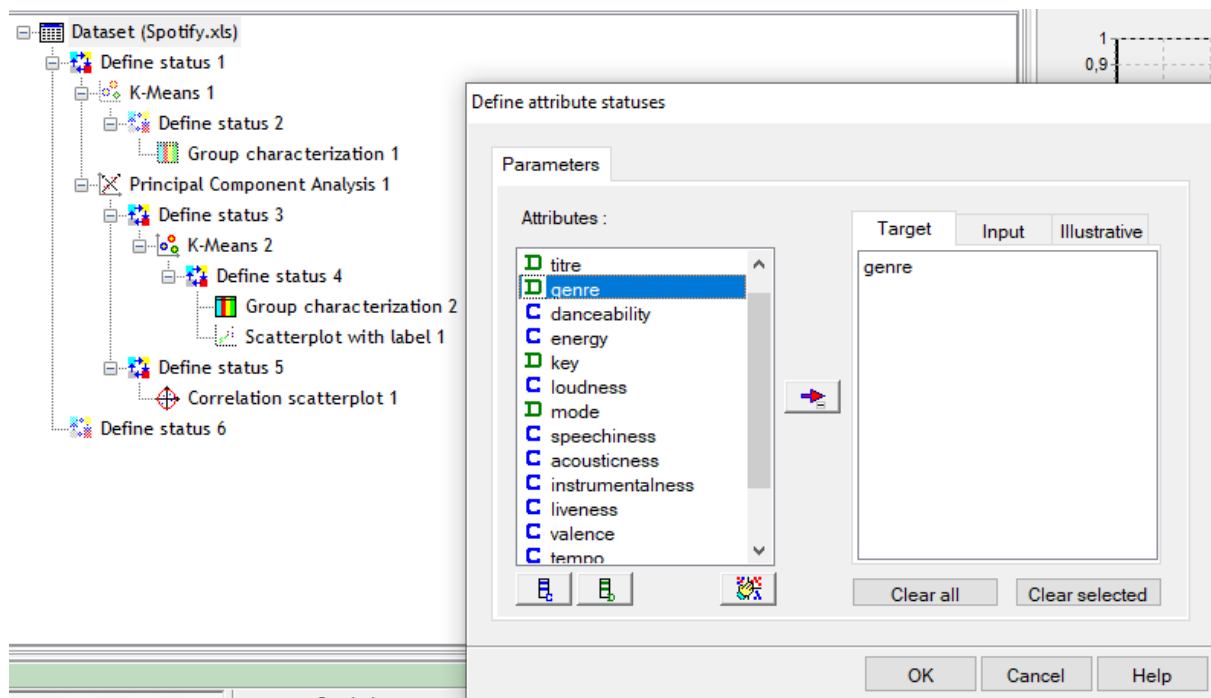 Dataset (Spotify.xls)
Define status 1
K-Means 1
Define status 2
Group characterization 1
Principal Component Analysis 1
Define status 3
K-Means 2
Define status 4
Group characterization 2
Scatterplot with label 1
Define status 5
Correlation scatterplot 1
Define status 6
1
0,9
Define attribute statuses
Parameters
Attributes :
D titre
D genre
C danceability
C energy
D key
C loudness
D mode
C speechiness
C acousticness
C instrumentalness
C liveness
C valence
C tempo
Target Input Illustrative
genre
Clear all Clear selected
OK Cancel Help